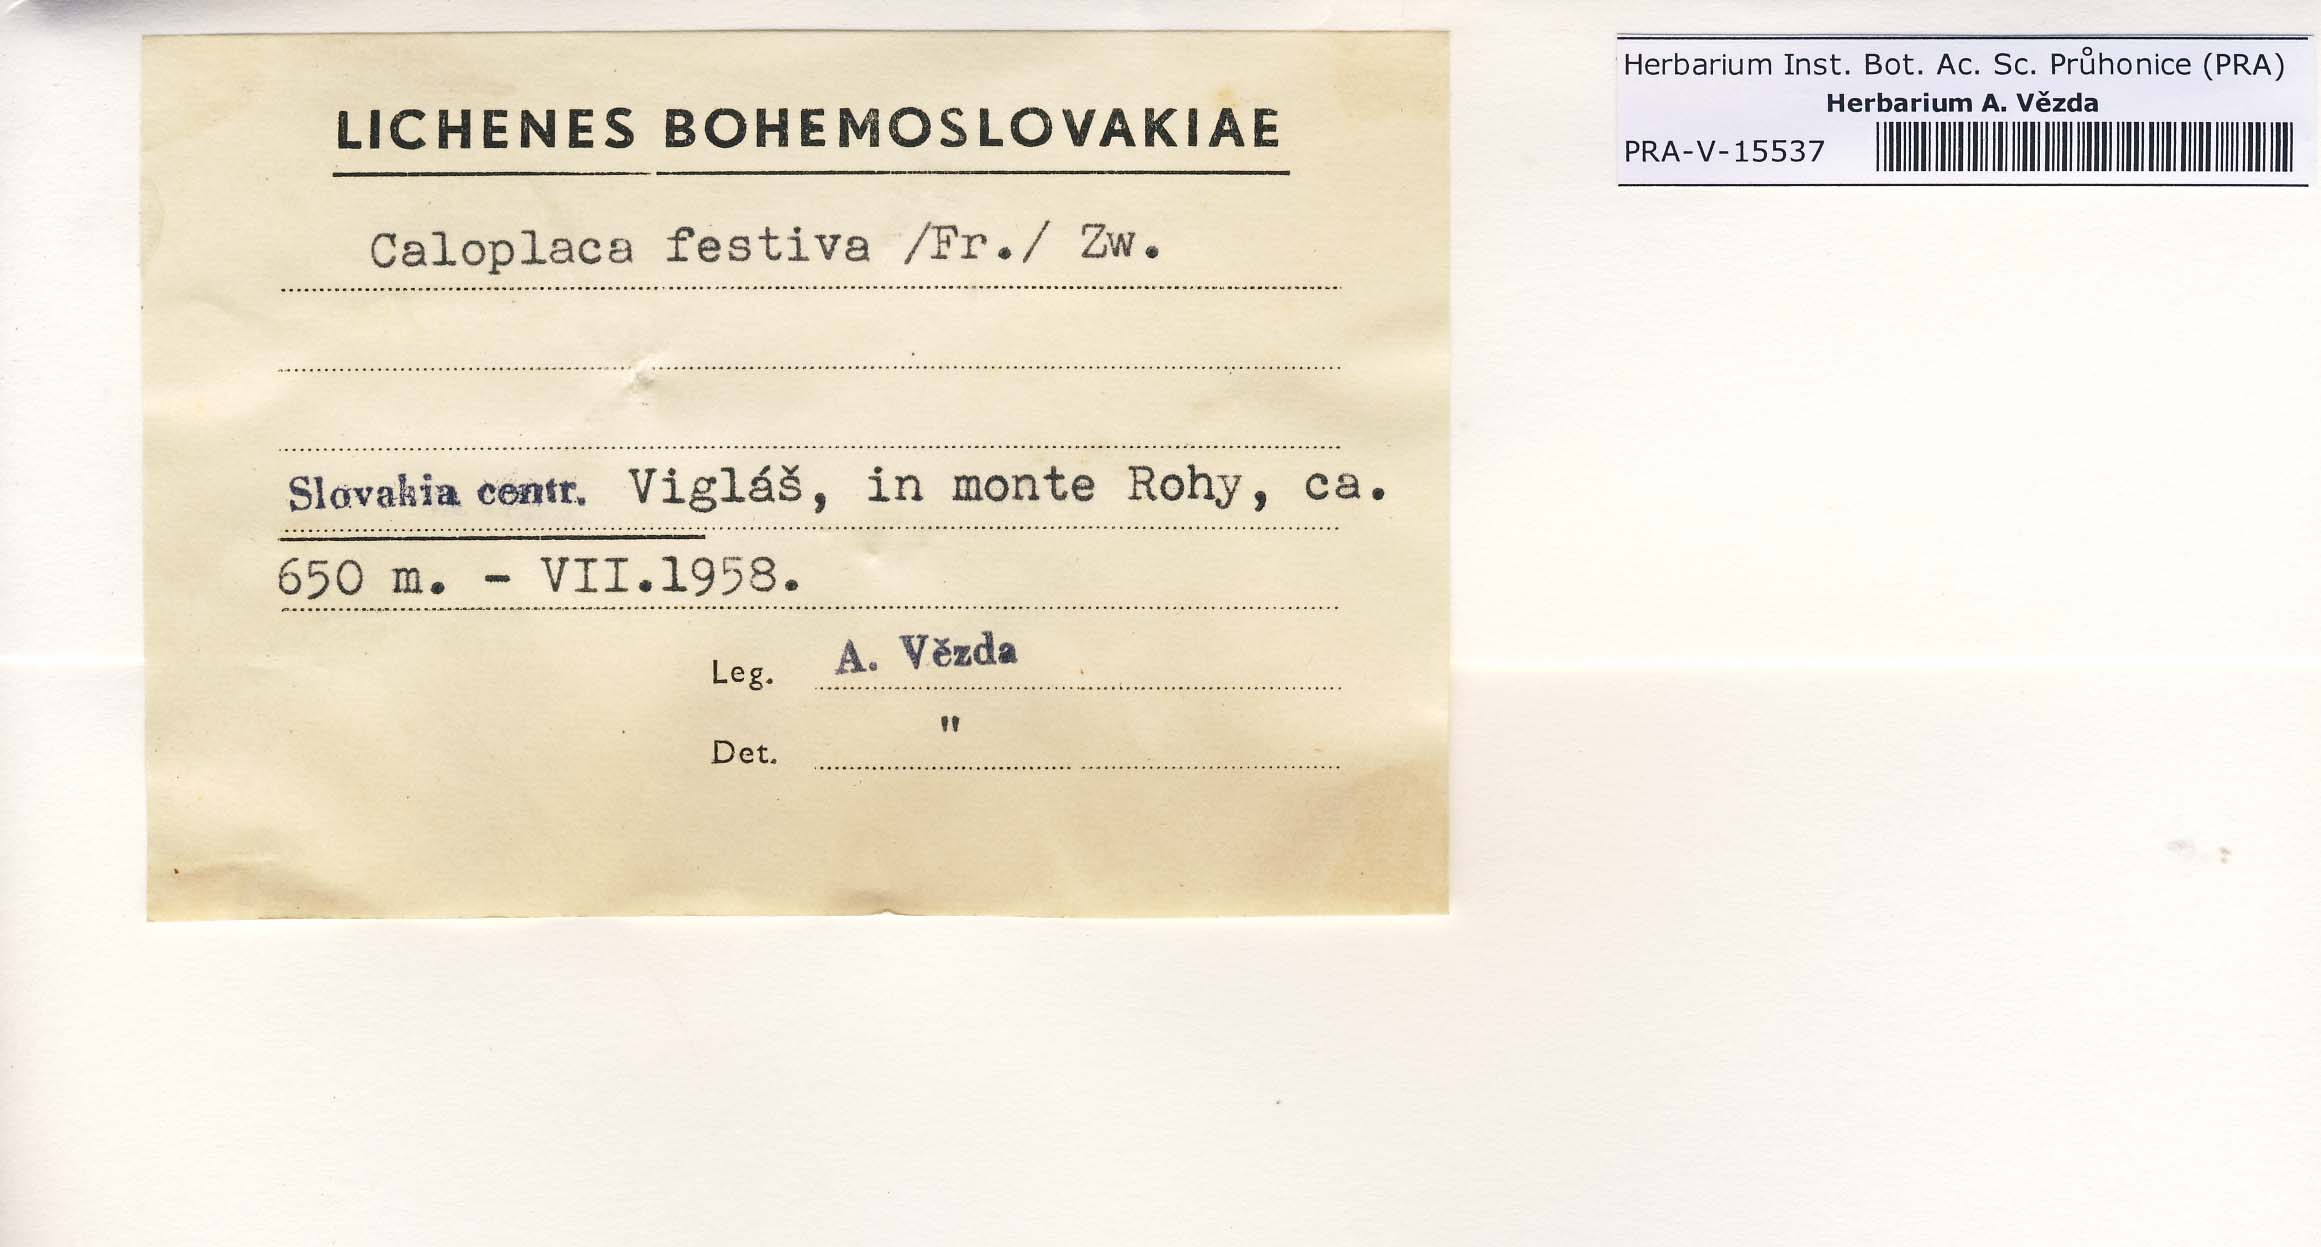 LICHENES BOHEMOSLOVAKIAE
Caloplaca festiva /Fr./ Zw.
Slovakia centr. Vigláš, in monte Rohy, ca.
650 m. - VII.1958.
Leg. A. Vězda
Det. "
Herbarium Inst. Bot. Ac. Sc. Průhonice (PRA)
Herbarium A. Vězda
PRA-V-15537